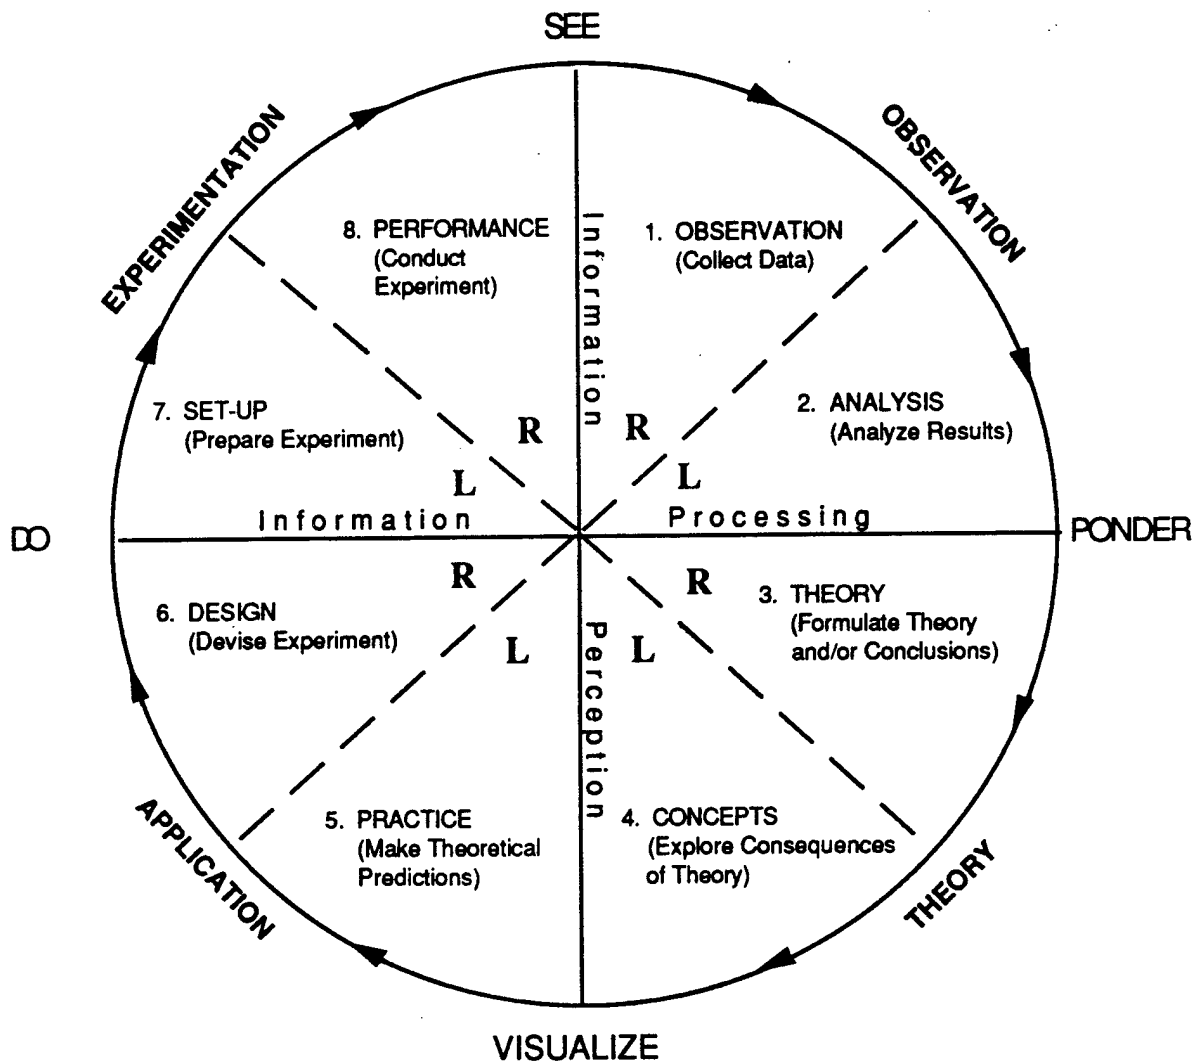 SEE
EXPERIMENTATION
OBSERVATION
8. PERFORMANCE
(Conduct
Experiment)
Information
1. OBSERVATION
(Collect Data)
7. SET-UP
(Prepare Experiment)
2. ANALYSIS
(Analyze Results)
R
R
L
L
DO
Information
Processing
PONDER
R
R
L
L
6. DESIGN
(Devise Experiment)
3. THEORY
(Formulate Theory
and/or Conclusions)
Perception
5. PRACTICE
(Make Theoretical
Predictions)
4. CONCEPTS
(Explore Consequences
of Theory)
APPLICATION
THEORY
VISUALIZE